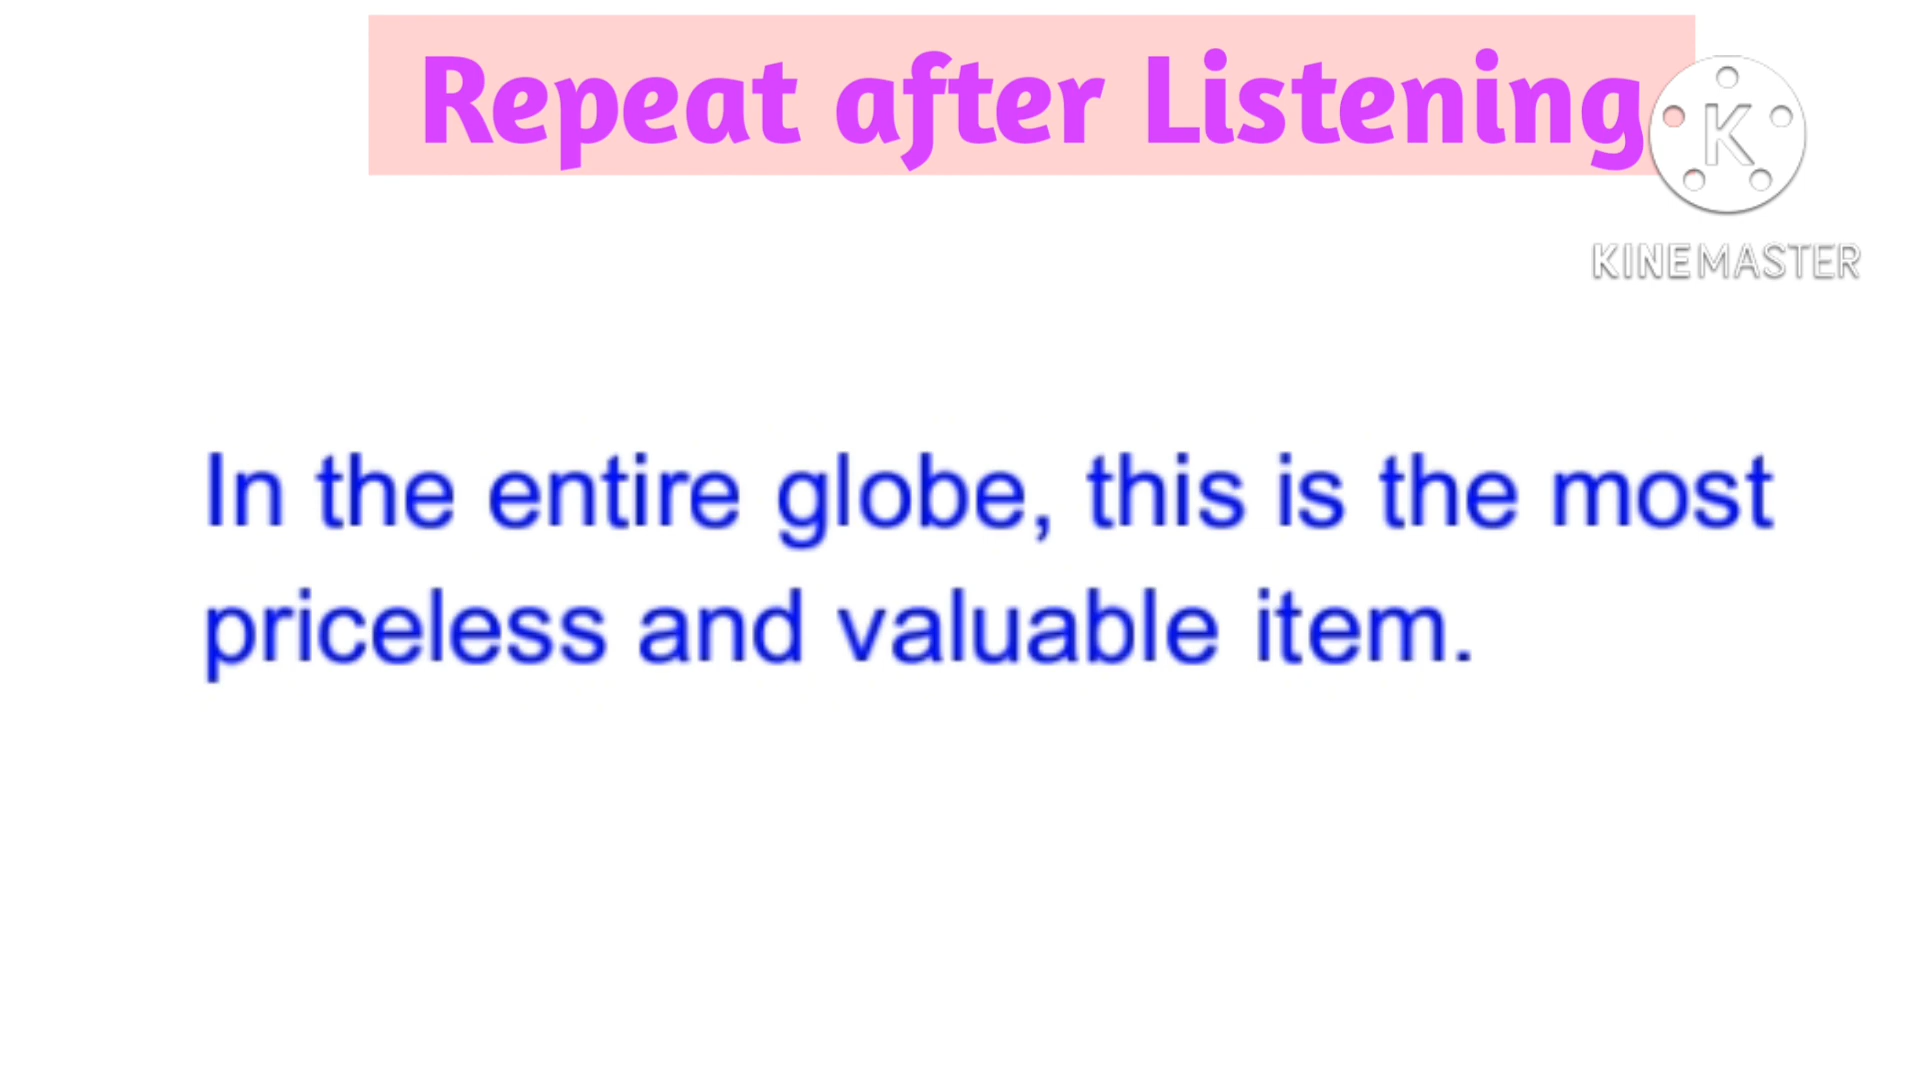 Repeat after Listening
K
KINEMASTER
In the entire globe, this is the most
priceless and valuable item.